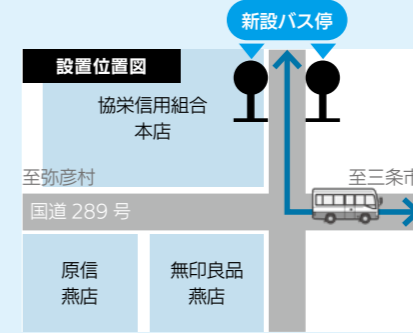 新設バス停
設置位置図
協栄信用組合
本店
至弥彦村
至三条市
国道 289 号
原信
燕店
無印良品
燕店